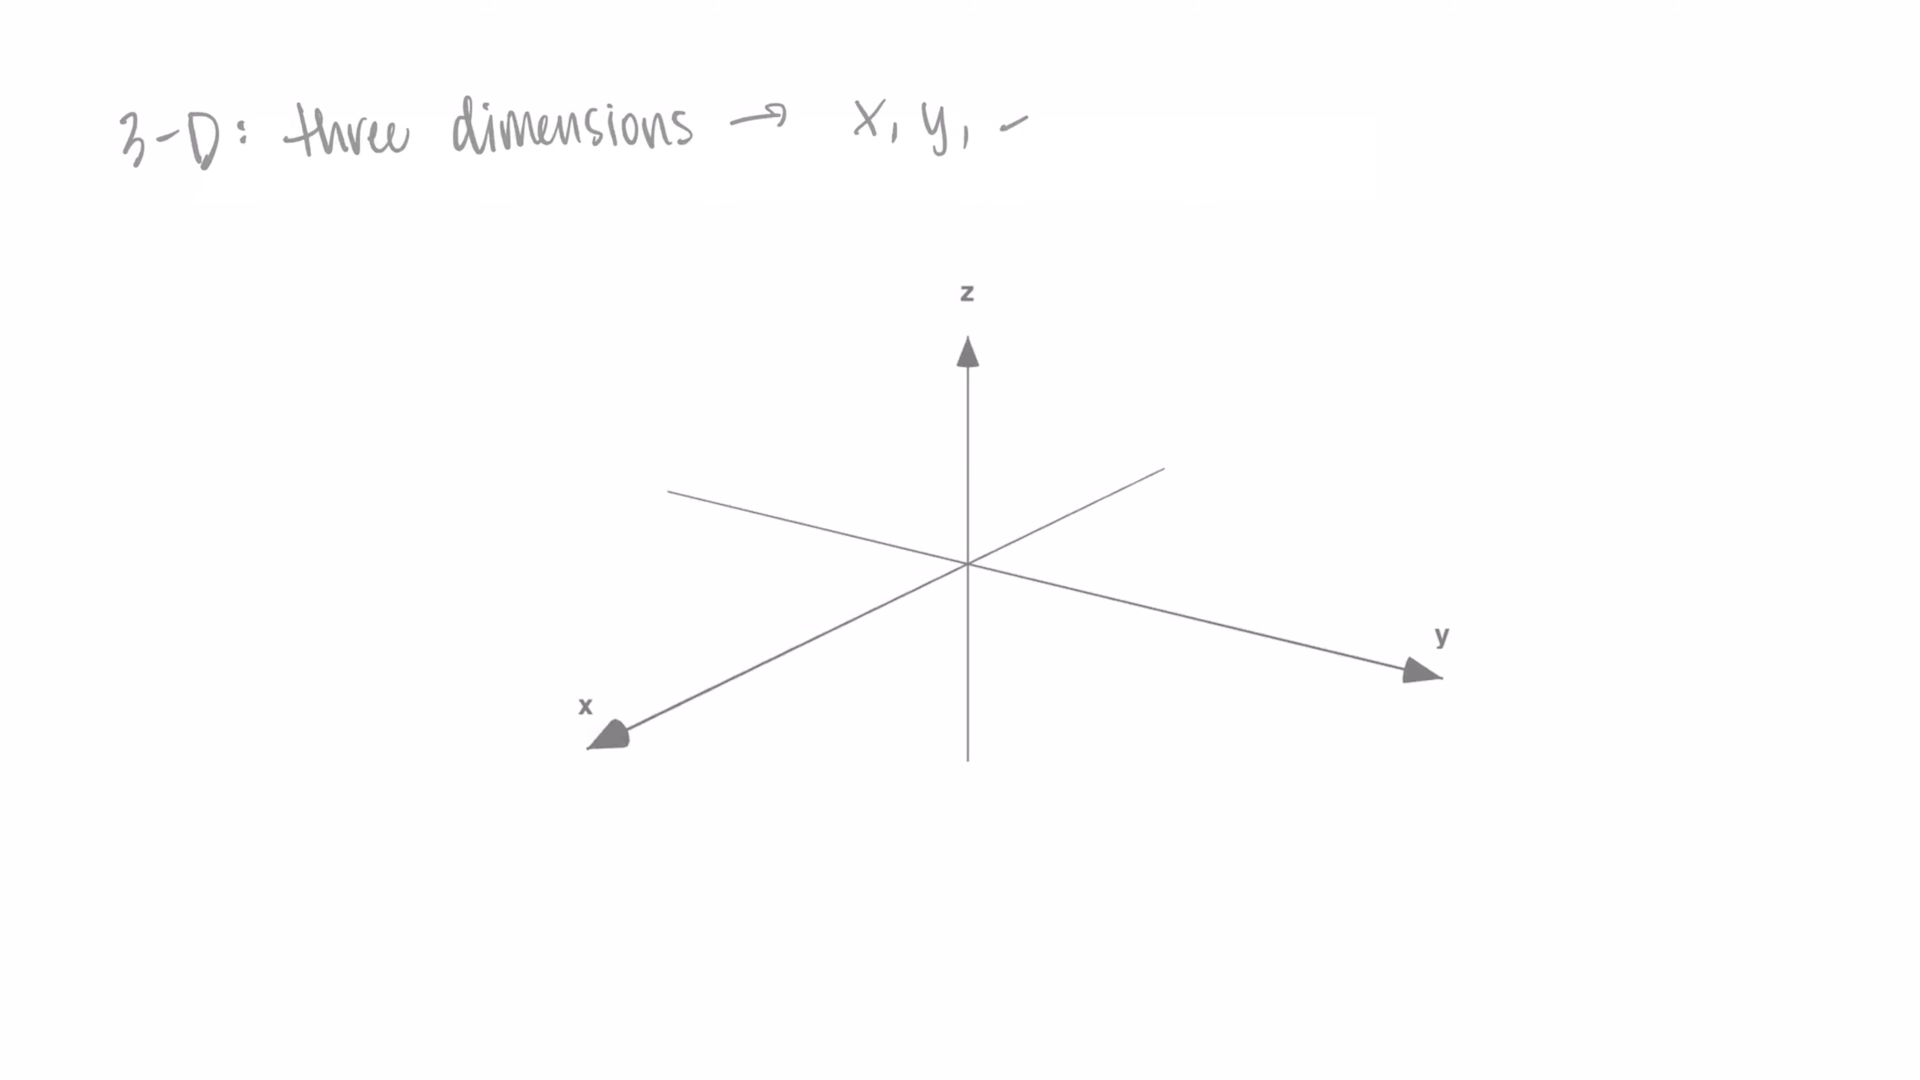 3-D: three dimensions → x, y,
z
y
x